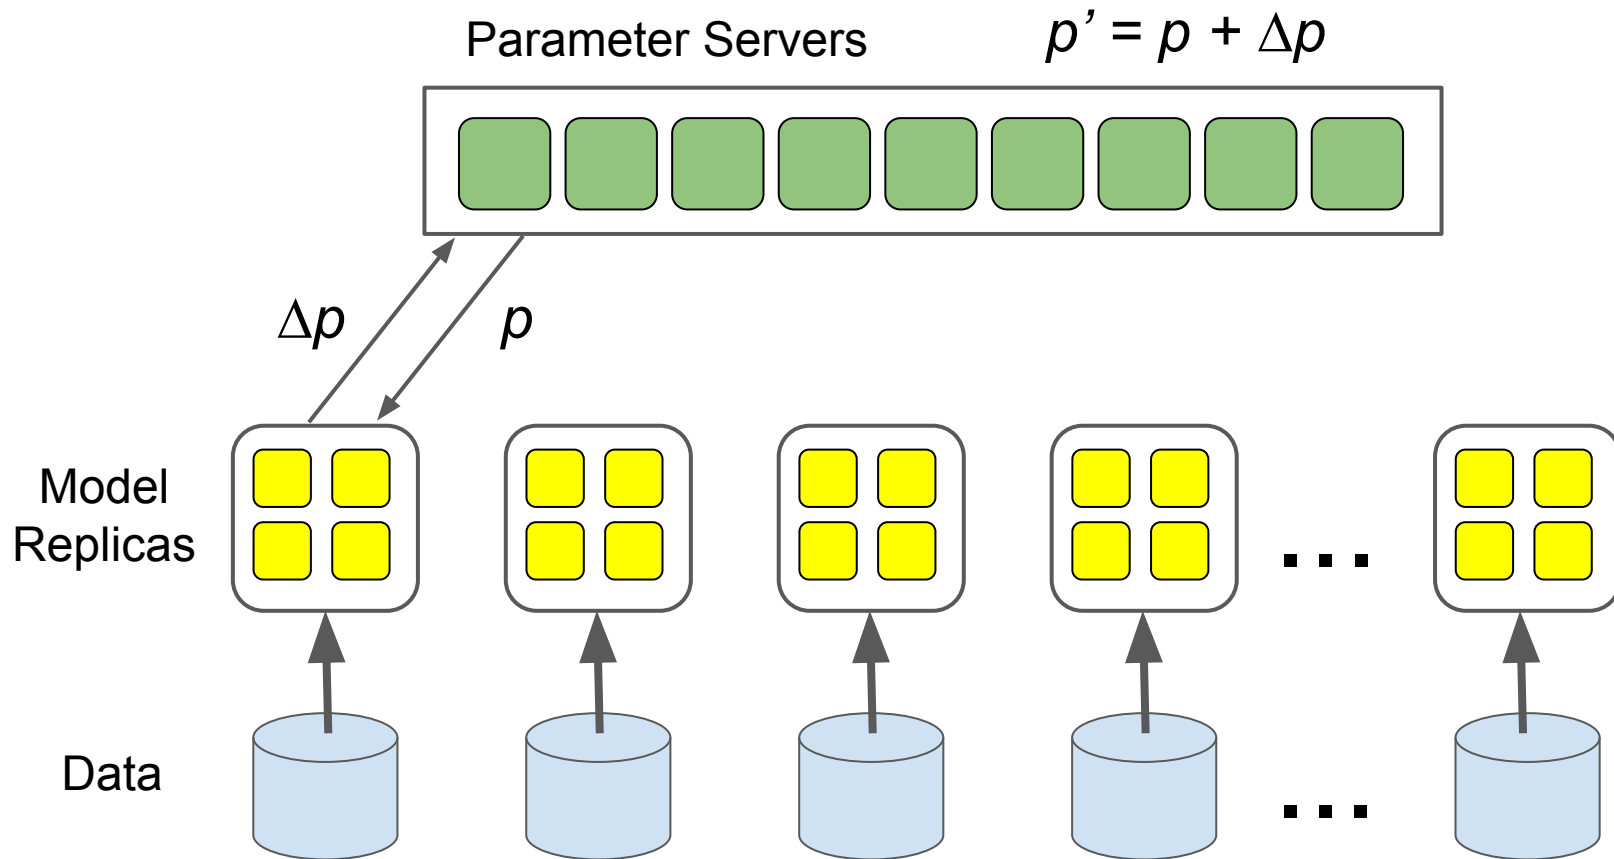 Parameter Servers
p’ = p + Δp
Δp
p
Model
Replicas
...
Data
...